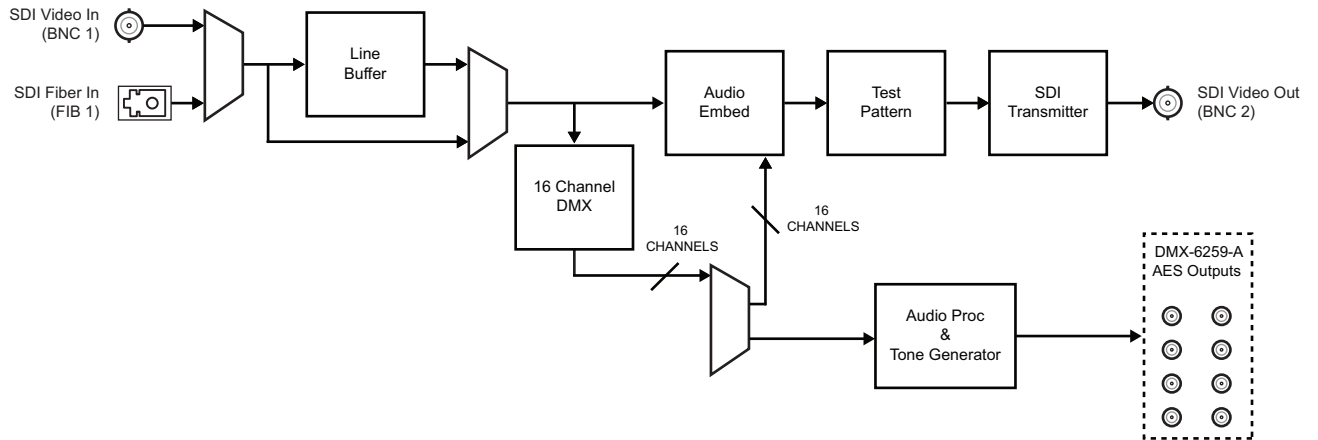 SDI Video In
(BNC 1)
SDI Fiber In
(FIB 1)
Line
Buffer
16 Channel
DMX
16
CHANNELS
Audio
Embed
16
CHANNELS
Test
Pattern
SDI
Transmitter
SDI Video Out
(BNC 2)
Audio Proc
&
Tone Generator
DMX-6259-A
AES Outputs